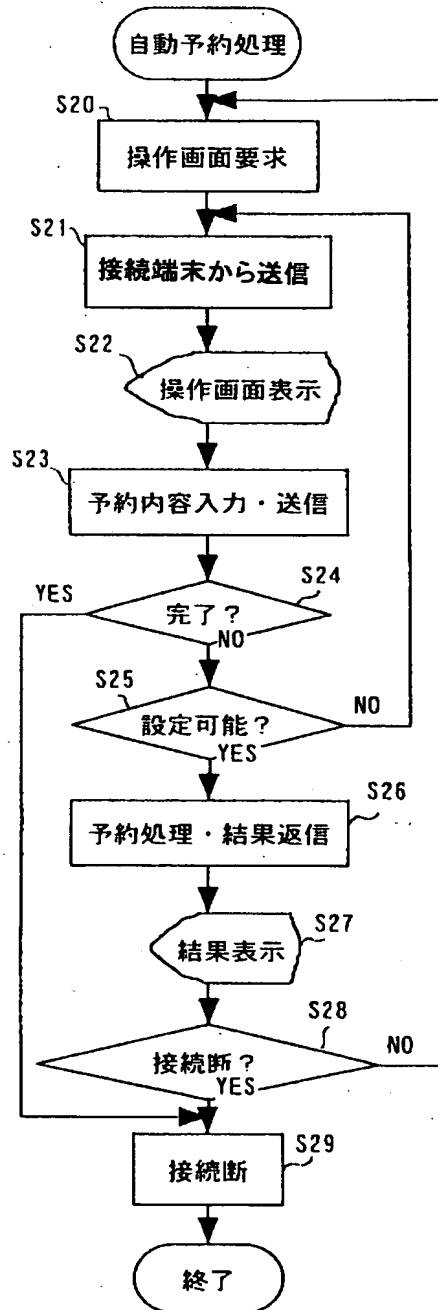 自動予約処理
S20
操作画面要求
S21
接続端末から送信
S22
操作画面表示
S23
予約内容入力・送信
S24
YES
完了？
NO
S25
設定可能？
NO
YES
S26
予約処理・結果返信
S27
結果表示
S28
接続断？
NO
YES
S29
接続断
終了